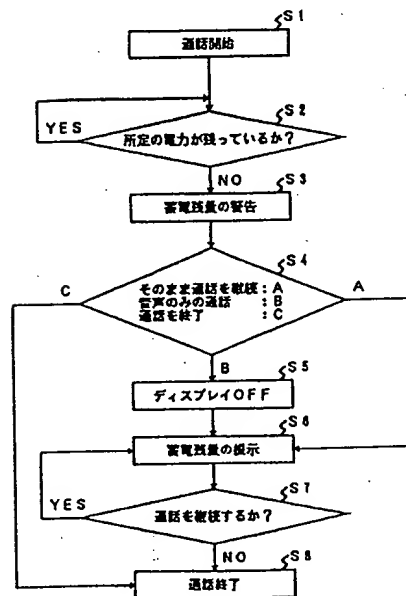 S1
通話開始
S2
YES
所定の電力が残っているか?
NO
S3
蓄電残量の警告
S4
C
A
そのまま通話を継続:A
音声のみの通話 :B
通話を終了 :C
B
S5
ディスプレイOFF
S6
蓄電残量の提示
S7
YES
通話を継続するか?
NO
S8
通話終了